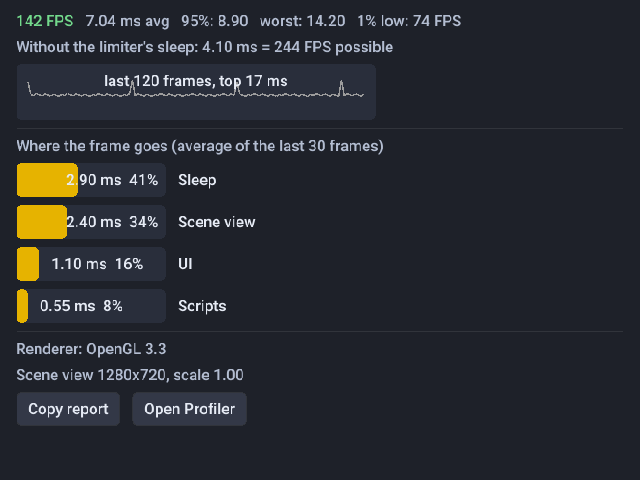 142 FPS 7.04 ms avg 95%: 8.90 worst: 14.20 1% low: 74 FPS
Without the limiter's sleep: 4.10 ms = 244 FPS possible
last 120 frames, top 17 ms
Where the frame goes (average of the last 30 frames)
2.90 ms 41% Sleep
2.40 ms 34% Scene view
1.10 ms 16% UI
0.55 ms 8% Scripts
Renderer: OpenGL 3.3
Scene view 1280x720, scale 1.00
Copy report Open Profiler